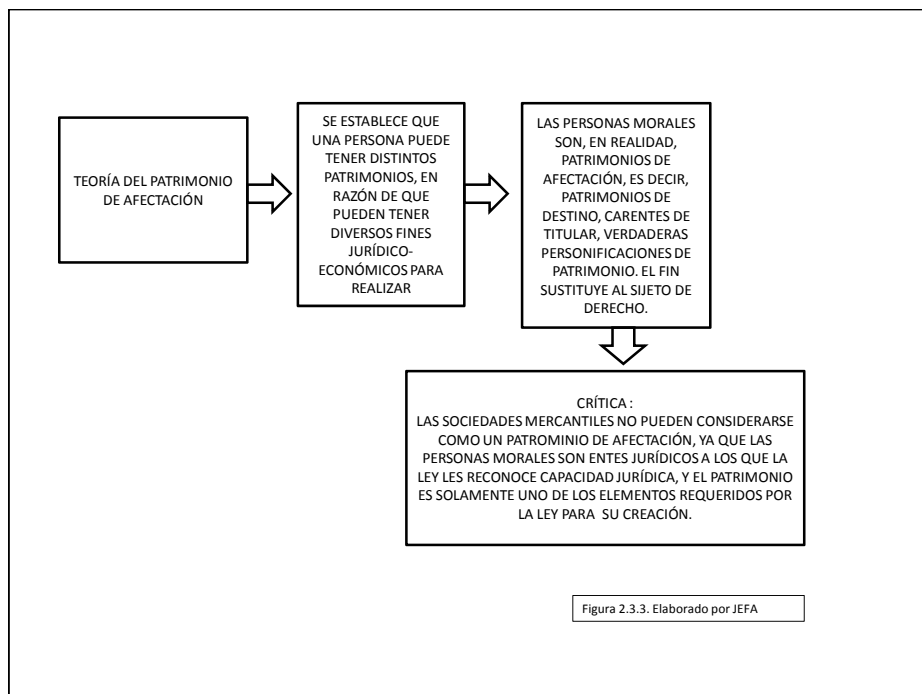 TEORÍA DEL PATRIMONIO
DE AFECTACIÓN
SE ESTABLECE QUE
UNA PERSONA PUEDE
TENER DISTINTOS
PATRIMONIOS, EN
RAZÓN DE QUE
PUEDEN TENER
DIVERSOS FINES
JURÍDICO-
ECONÓMICOS PARA
REALIZAR
LAS PERSONAS MORALES
SON, EN REALIDAD,
PATRIMONIOS DE
AFECTACIÓN, ES DECIR,
PATRIMONIOS DE
DESTINO, CARENTES DE
TITULAR, VERDADERAS
PERSONIFICACIONES DE
PATRIMONIO. EL FIN
SUSTITUYE AL SIJETO DE
DERECHO.
CRÍTICA :
LAS SOCIEDADES MERCANTILES NO PUEDEN CONSIDERARSE
COMO UN PATROMINIO DE AFECTACIÓN, YA QUE LAS
PERSONAS MORALES SON ENTES JURÍDICOS A LOS QUE LA
LEY LES RECONOCE CAPACIDAD JURÍDICA, Y EL PATRIMONIO
ES SOLAMENTE UNO DE LOS ELEMENTOS REQUERIDOS POR
LA LEY PARA SU CREACIÓN.
Figura 2.3.3. Elaborado por JEFA